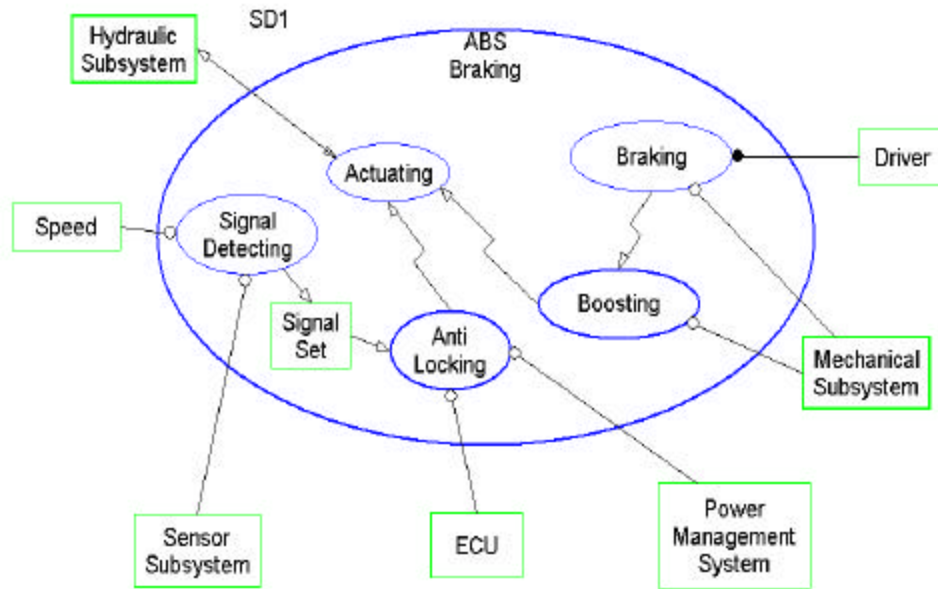 SD1
Hydraulic
Subsystem
ABS
Braking
Actuating
Braking
Driver
Speed
Signal
Detecting
Boosting
Signal
Set
Anti
Locking
Mechanical
Subsystem
Sensor
Subsystem
ECU
Power
Management
System